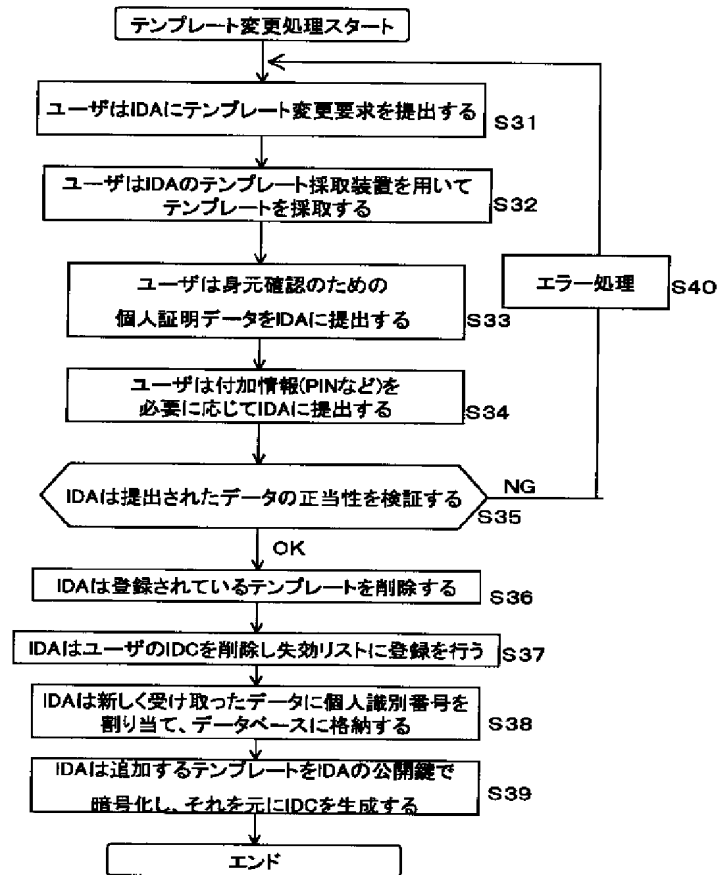 テンプレート変更処理スタート
ユーザはIDAにテンプレート変更要求を提出する
S31
ユーザはIDAのテンプレート採取装置を用いて
テンプレートを採取する
S32
ユーザは身元確認のための
個人証明データをIDAに提出する
S33
エラー処理
S40
ユーザは付加情報(PINなど)を
必要に応じてIDAに提出する
S34
IDAは提出されたデータの正当性を検証する
NG
S35
OK
IDAは登録されているテンプレートを削除する
S36
IDAはユーザのIDCを削除し失効リストに登録を行う
S37
IDAは新しく受け取ったデータに個人識別番号を
割り当て、データベースに格納する
S38
IDAは追加するテンプレートをIDAの公開鍵で
暗号化し、それを元にIDCを生成する
S39
エンド